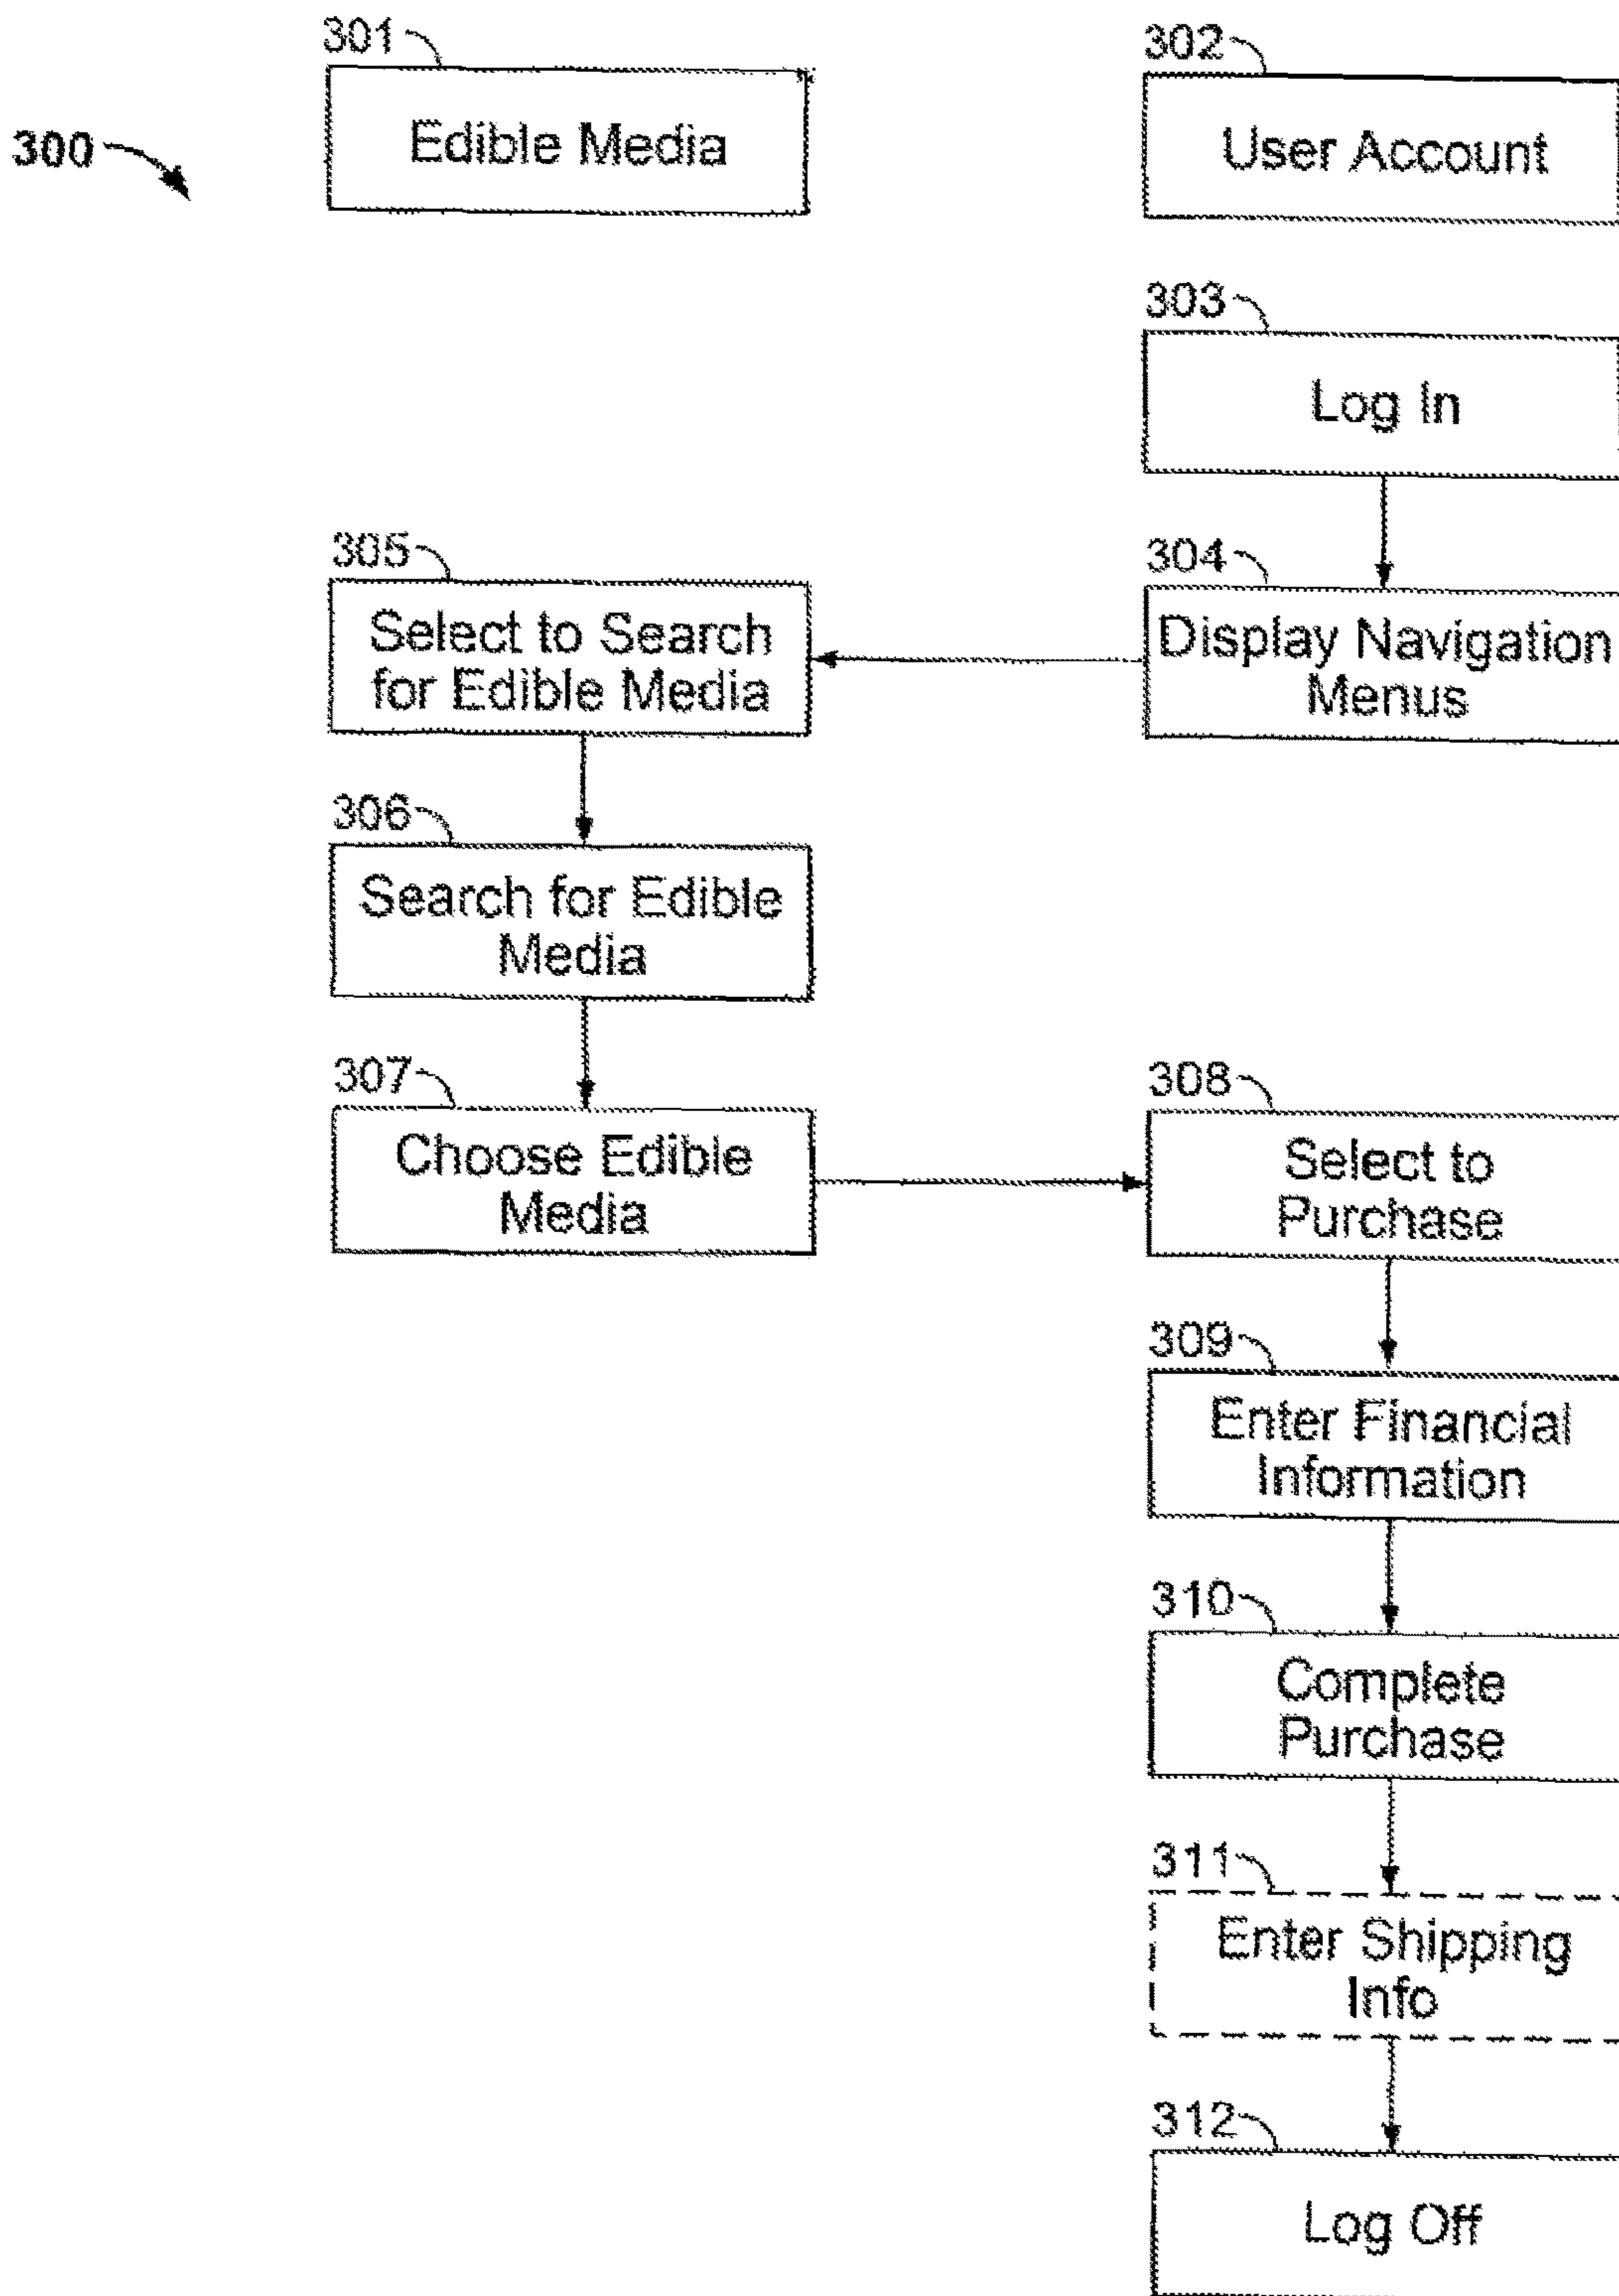 301
302
300
Edible Media
User Account
303
Log In
305
304
Select to Search
for Edible Media
Display Navigation
Menus
306
Search for Edible
Media
307
308
Choose Edible
Media
Select to
Purchase
309
Enter Financial
Information
310
Complete
Purchase
311
Enter Shipping
Info
312
Log Off